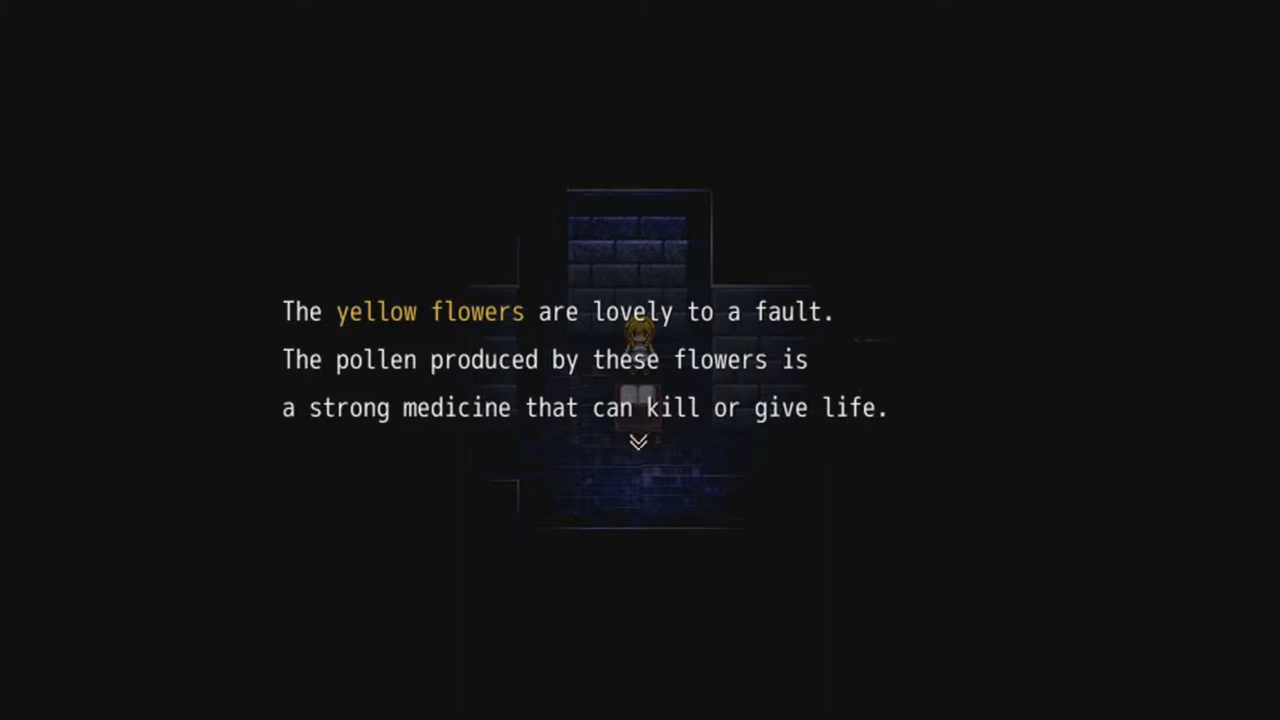 The yellow flowers are lovely to a fault.
The pollen produced by these flowers is
a strong medicine that can kill or give life.